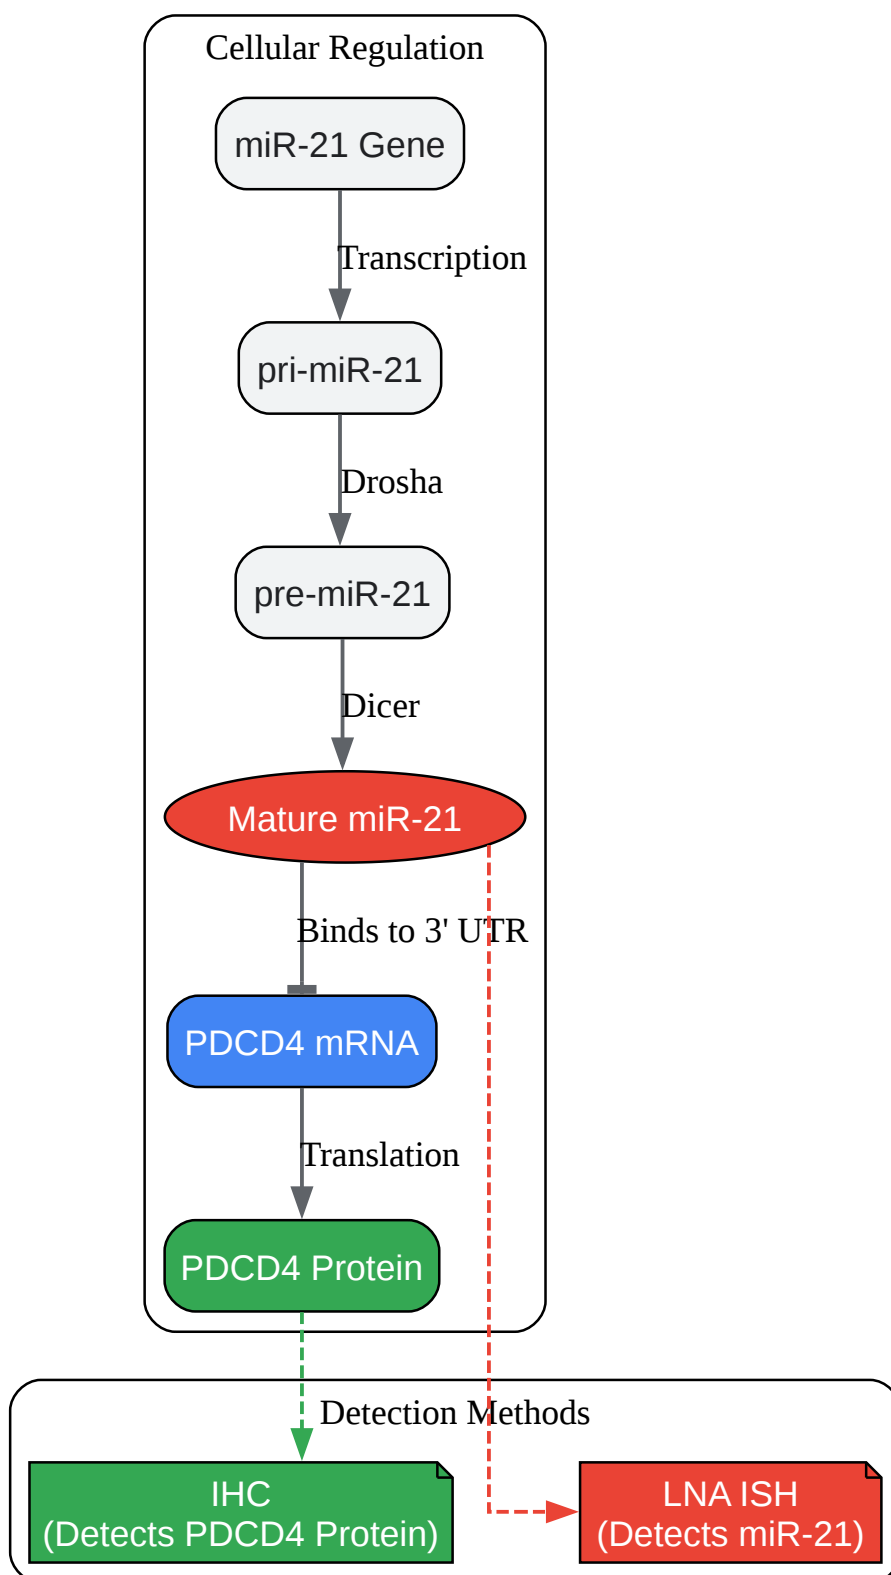 Cellular Regulation
miR-21 Gene
Transcription
pri-miR-21
Drosha
pre-miR-21
Dicer
Mature miR-21
Binds to 3' UTR
PDCD4 mRNA
Translation
PDCD4 Protein
Detection Methods
IHC
(Detects PDCD4 Protein)
LNA ISH
(Detects miR-21)